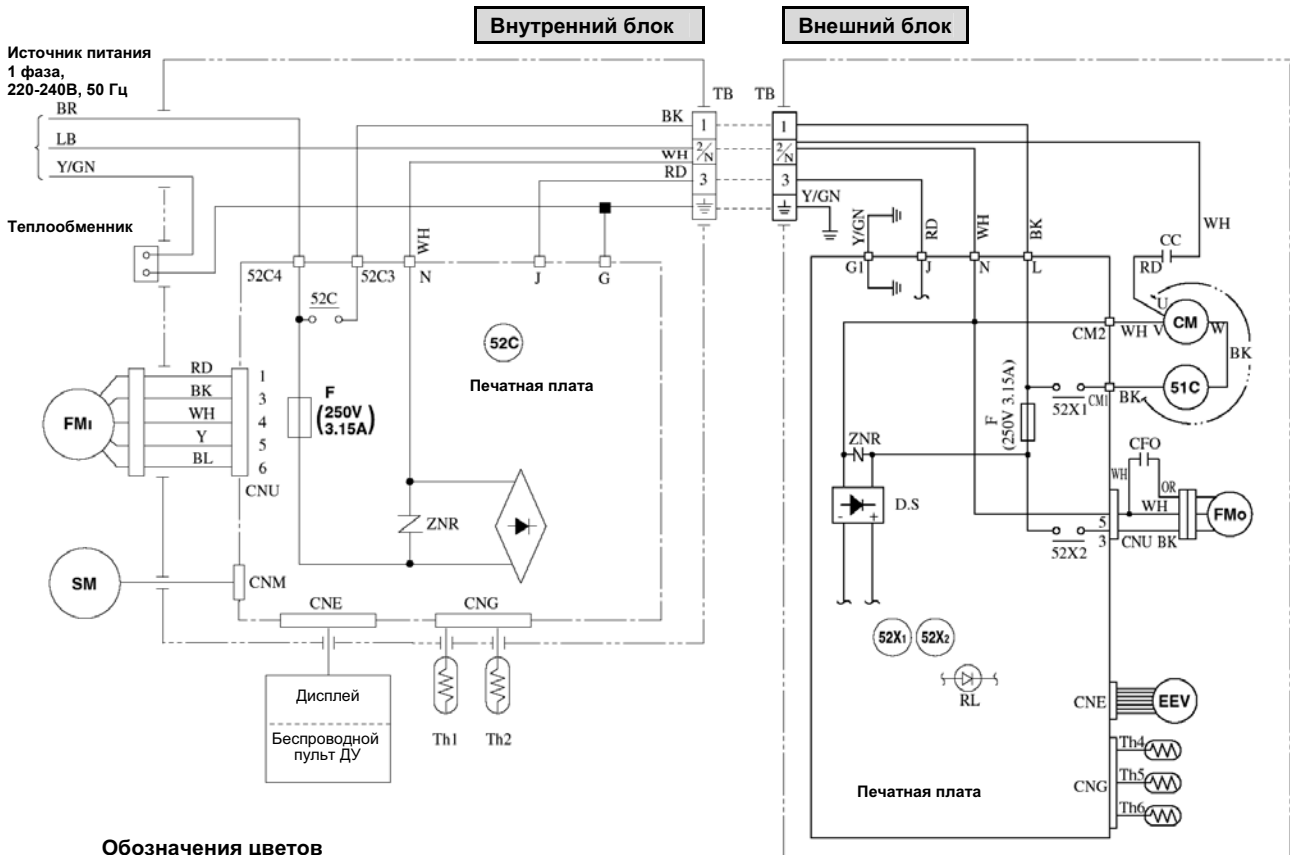 Внутренний блок
Внешний блок
Источник питания
1 фаза,
220-240В, 50 Гц
BR
LB
Y/GN
Теплообменник
TB
TB
BK
1
2/N
WH
RD
3
1
2/N
3
Y/GN
WH
52C4
52C3
N
J
G
52C
52C
Печатная плата
F
(250V
3.15A)
ZNR
FMI
RD
BK
WH
Y
BL
1
3
4
5
6
CNU
SM
CNM
CNE
CNG
Дисплей
Беспроводной
пульт ДУ
Th1
Th2
Y/GN
RD
WH
BK
G1
J
N
L
WH
CC
RD
U
CM
CM2
WH
V
W
BK
51C
BK
CM1
52X1
F
(250V 3.15A)
ZNR
D.S
-
+
WH
CFO
OR
WH
FMo
5
3
CNU
BK
52X2
52X1
52X2
RL
CNE
EEV
Th4
CNG
Th5
Th6
Печатная плата
Обозначения цветов